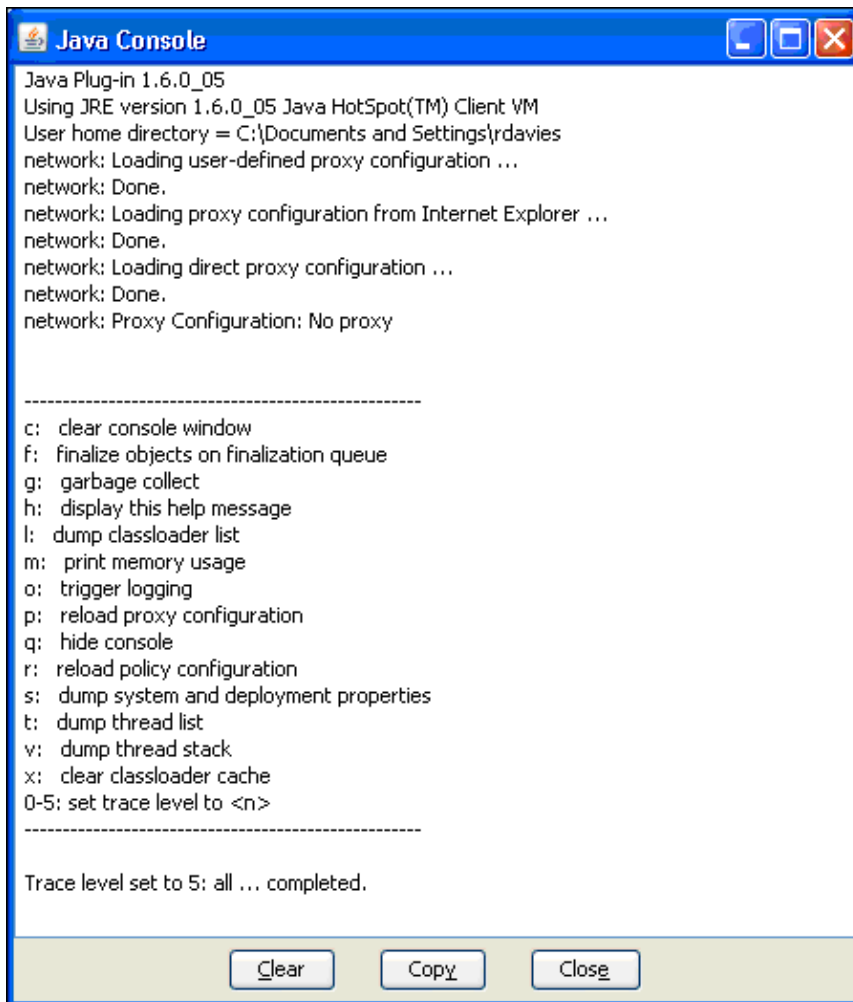 Java Console
Java Plug-in 1.6.0_05
Using JRE version 1.6.0_05 Java HotSpot(TM) Client VM
User home directory = C:\Documents and Settings\rdavies
network: Loading user-defined proxy configuration ...
network: Done.
network: Loading proxy configuration from Internet Explorer ...
network: Done.
network: Loading direct proxy configuration ...
network: Done.
network: Proxy Configuration: No proxy
----------------------------------------------------
c: clear console window
f: finalize objects on finalization queue
g: garbage collect
h: display this help message
l: dump classloader list
m: print memory usage
o: trigger logging
p: reload proxy configuration
q: hide console
r: reload policy configuration
s: dump system and deployment properties
t: dump thread list
v: dump thread stack
x: clear classloader cache
0-5: set trace level to <n>
----------------------------------------------------
Trace level set to 5: all ... completed.
Clear Copy Close